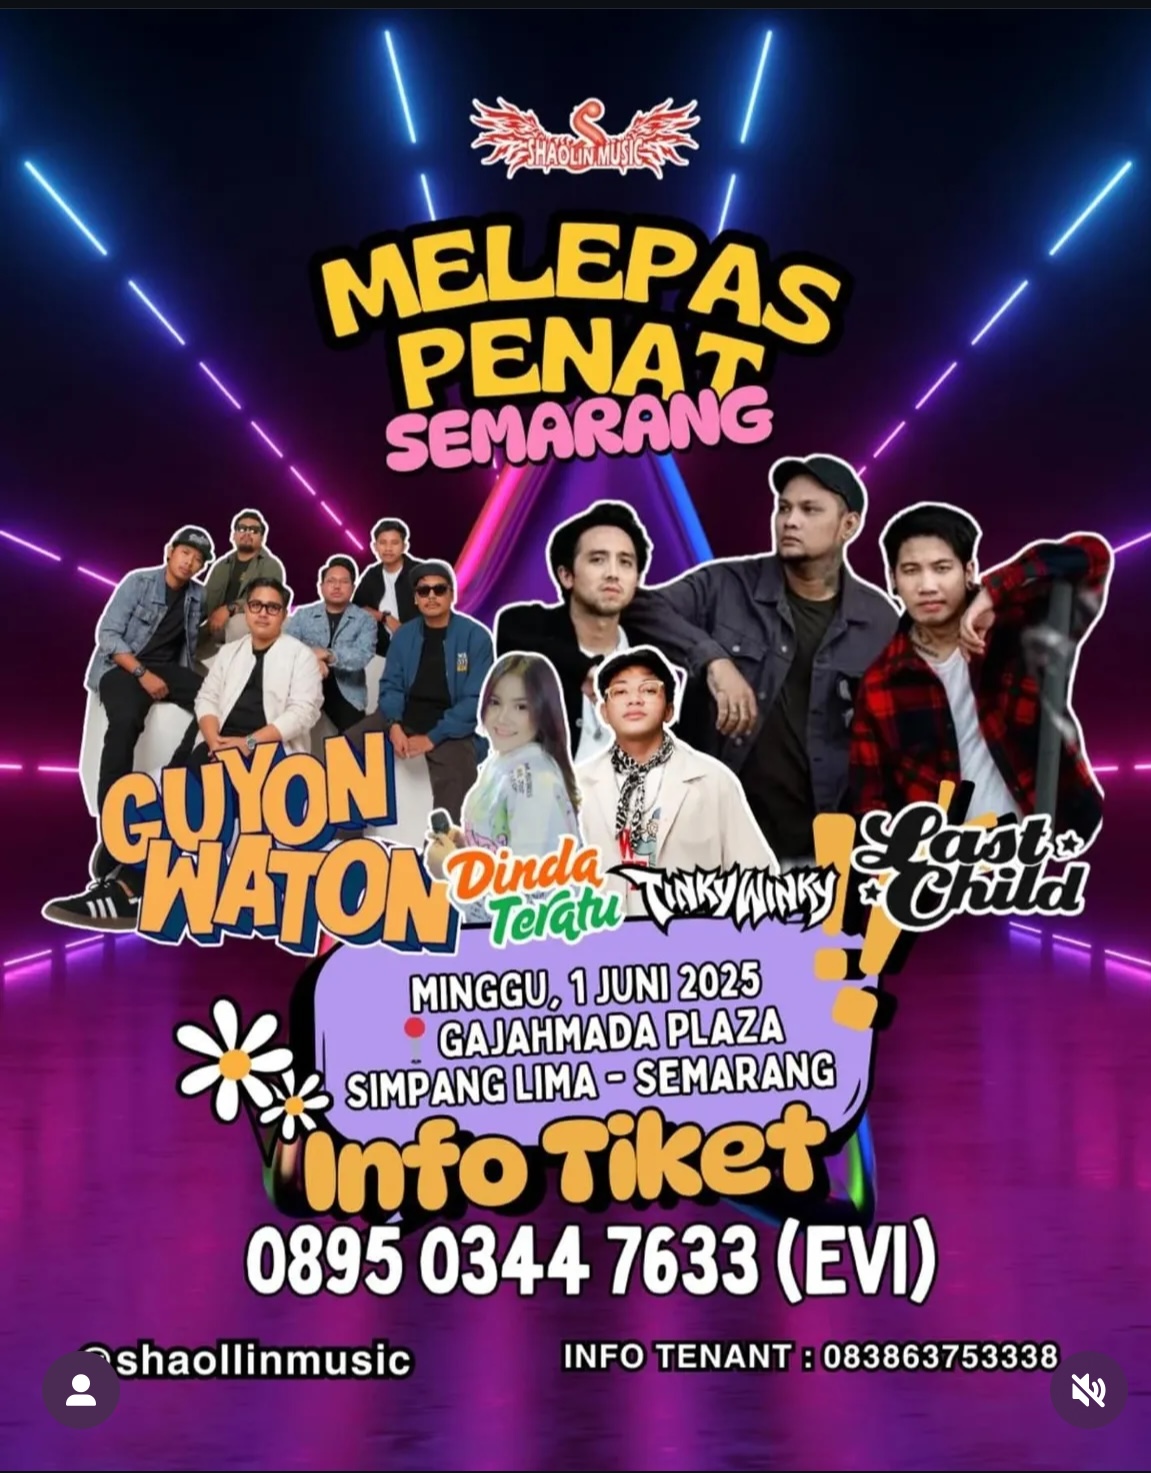 SHAOLIN MUSIC
MELEPAS
PENAT
SEMARANG
GUYON
WATON
Dinda
Teratu
TINKY WINKY
Last
Child
MINGGU, 1 JUNI 2025
GAJAHMADA PLAZA
SIMPANG LIMA - SEMARANG
Info Tiket
0895 0344 7633 (EVI)
@shaollinmusic
INFO TENANT : 083863753338